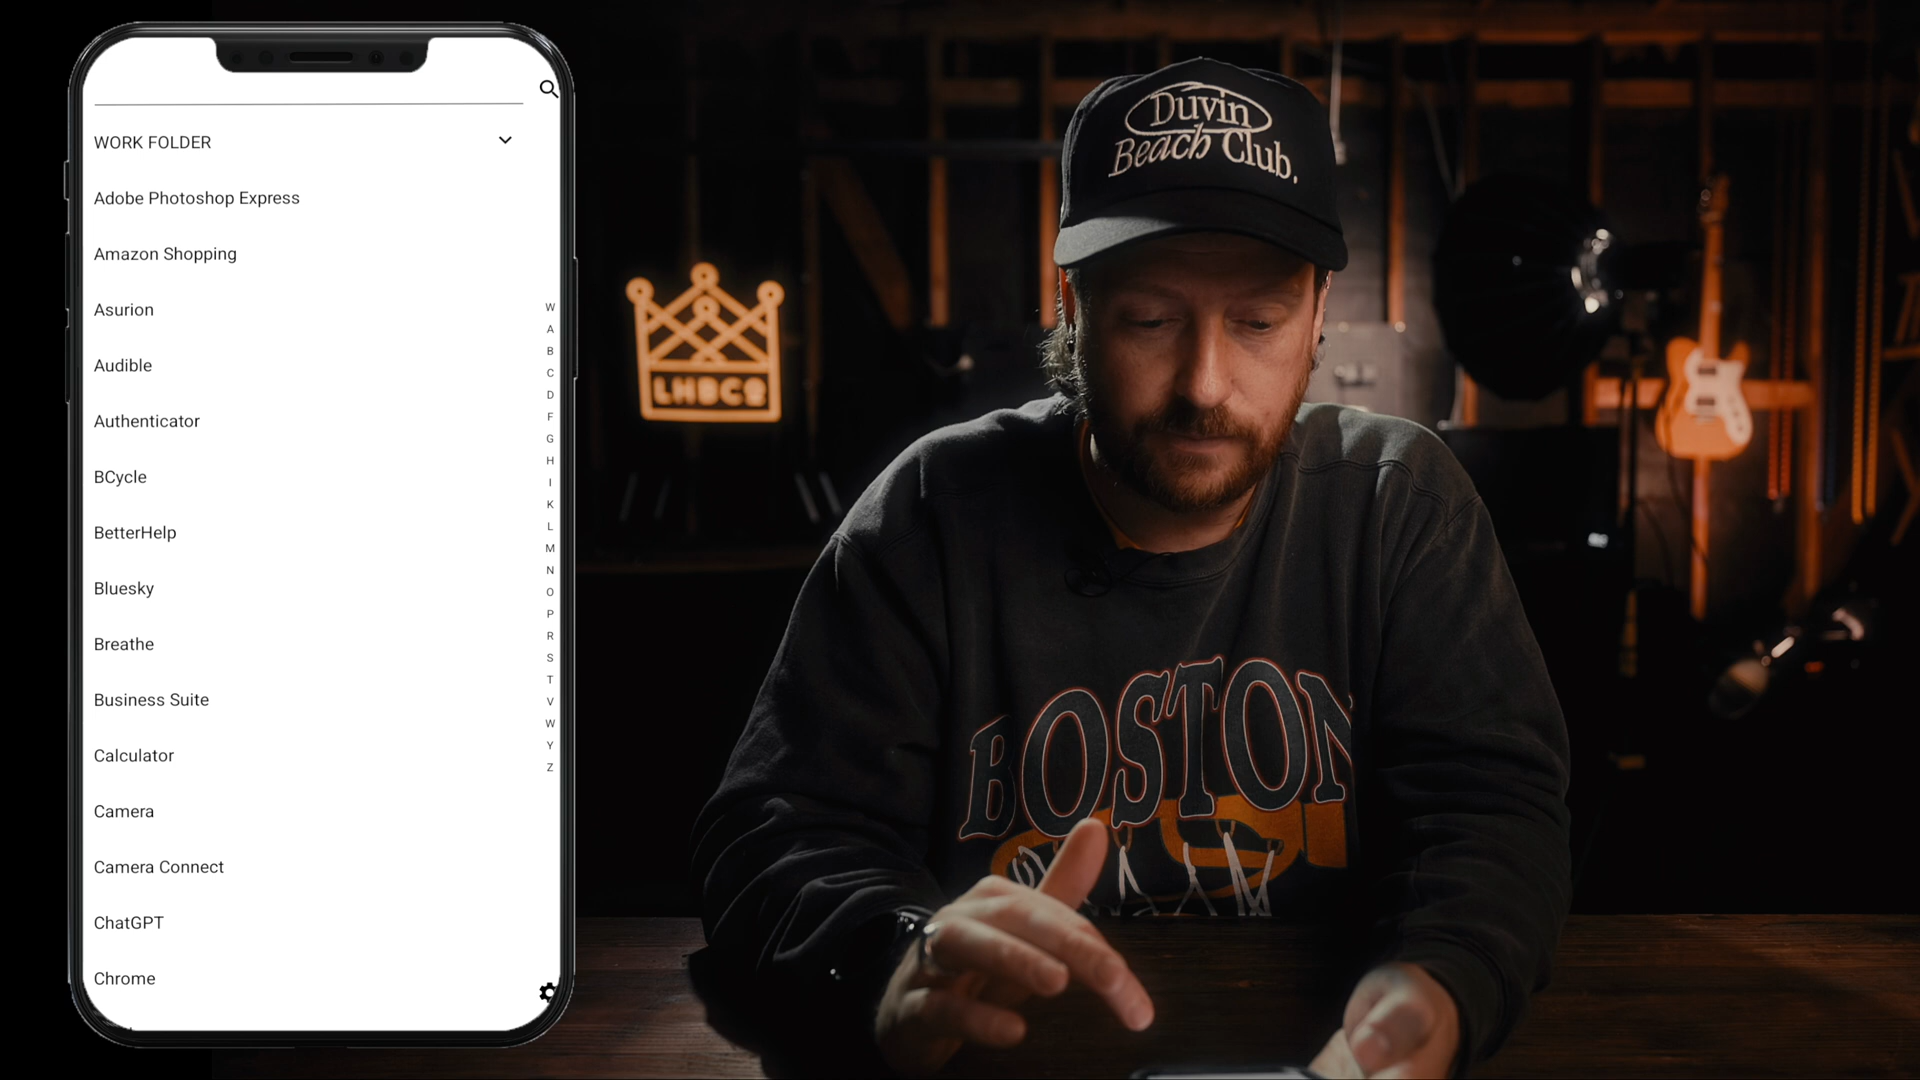 WORK FOLDER
Adobe Photoshop Express
Amazon Shopping
Asurion
Audible
Authenticator
BCycle
BetterHelp
Bluesky
Breathe
Business Suite
Calculator
Camera
Camera Connect
ChatGPT
Chrome
W
A
B
C
D
F
G
H
I
K
L
M
N
O
P
R
S
T
V
W
Y
Z
LHBCO
Duvin
Beach Club.
BOSTON